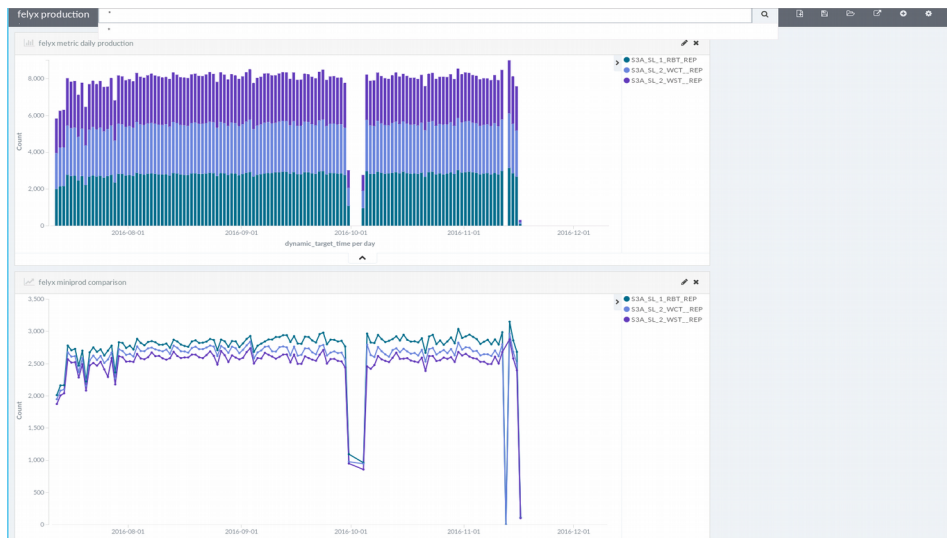 felyx production *
*
felyx metric daily production
S3A_SL_1_RBT_REP
S3A_SL_2_WCT__REP
S3A_SL_2_WST__REP
8,000
6,000
4,000
2,000
0
Count
2016-08-01 2016-09-01 2016-10-01 2016-11-01 2016-12-01
dynamic_target_time per day
felyx miniprod comparison
S3A_SL_1_RBT_REP
S3A_SL_2_WCT__REP
S3A_SL_2_WST__REP
3,500
3,000
2,500
2,000
1,500
1,000
500
0
Count
2016-08-01 2016-09-01 2016-10-01 2016-11-01 2016-12-01